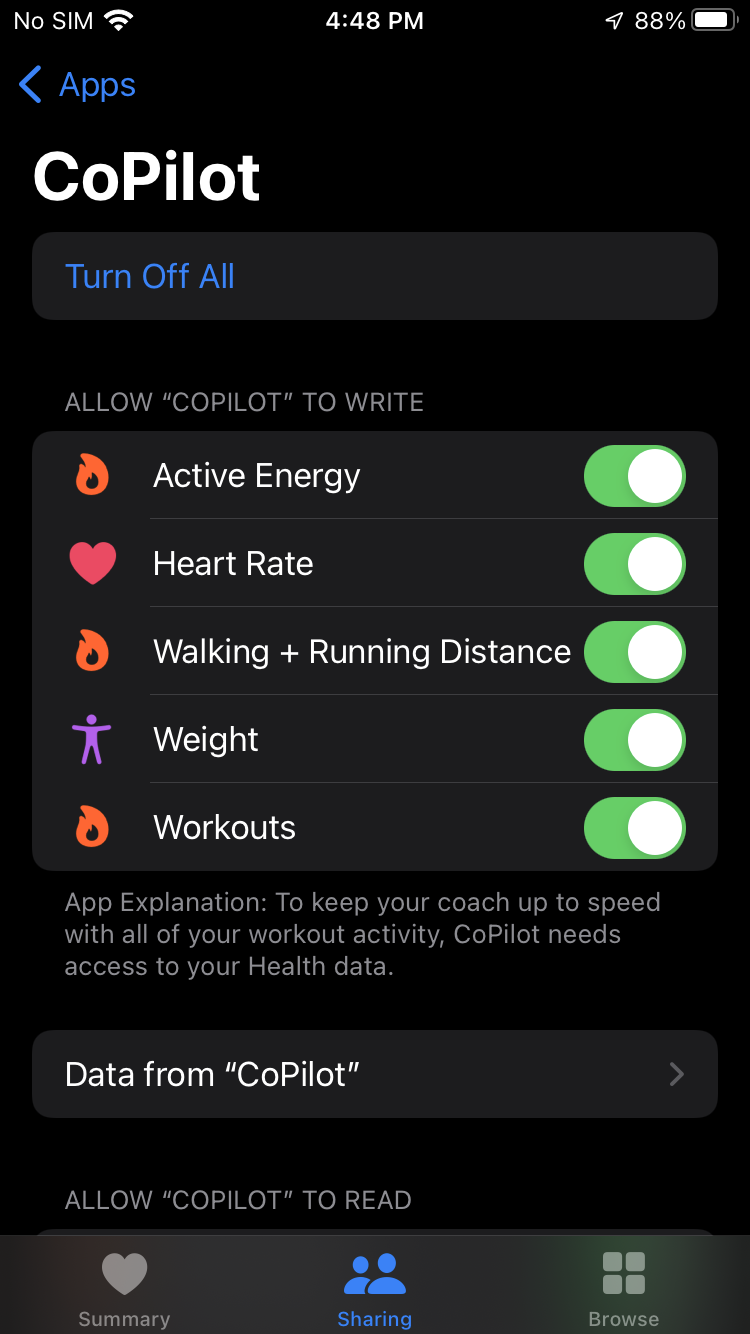 No SIM 4:48 PM 88%
Apps
CoPilot
Turn Off All
ALLOW “COPILOT” TO WRITE
Active Energy
Heart Rate
Walking + Running Distance
Weight
Workouts
App Explanation: To keep your coach up to speed
with all of your workout activity, CoPilot needs
access to your Health data.
Data from “CoPilot”
ALLOW “COPILOT” TO READ
Summary Sharing Browse